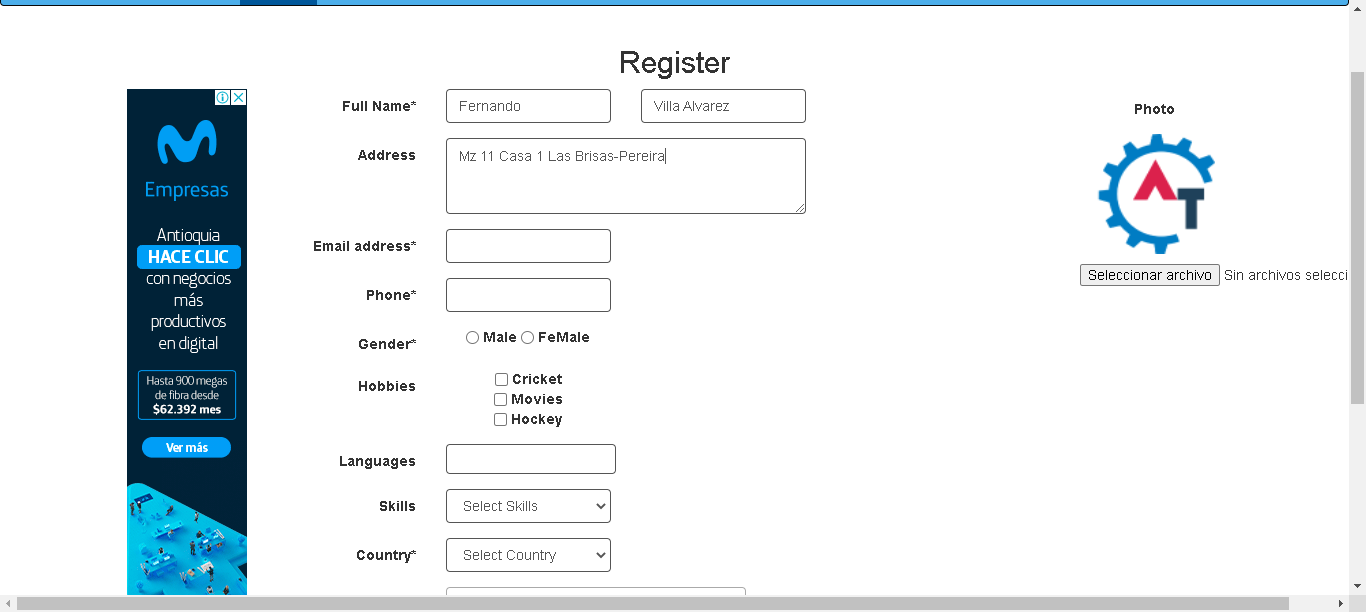 Register
Empresas
Antioquia
HACE CLIC
con negocios
más
productivos
en digital
Hasta 900 megas
de fibra desde
$62.392 mes
Ver más
Full Name*
Fernando
Villa Alvarez
Address
Mz 11 Casa 1 Las Brisas-Pereira
Email address*
Phone*
Gender*
Male
FeMale
Hobbies
Cricket
Movies
Hockey
Languages
Skills
Select Skills
Country*
Select Country
Photo
AT
Seleccionar archivo
Sin archivos selecci